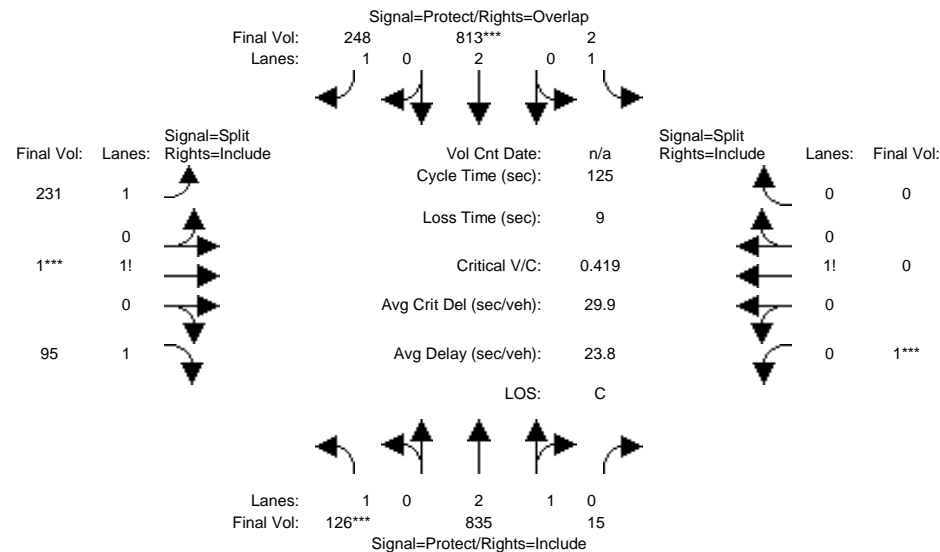 Signal=Protect/Rights=Overlap
Final Vol: 248 813*** 2
Lanes: 1 0 2 0 1
Signal=Split
Final Vol: Lanes: Rights=Include
Vol Cnt Date: n/a
Signal=Split
Rights=Include Lanes: Final Vol:
Cycle Time (sec): 125
231 1
0 0
Loss Time (sec): 9
0
0
1*** 1!
Critical V/C: 0.419
1! 0
0
Avg Crit Del (sec/veh): 29.9
0
95 1
Avg Delay (sec/veh): 23.8
0 1***
LOS: C
Lanes: 1 0 2 1 0
Final Vol: 126*** 835 15
Signal=Protect/Rights=Include